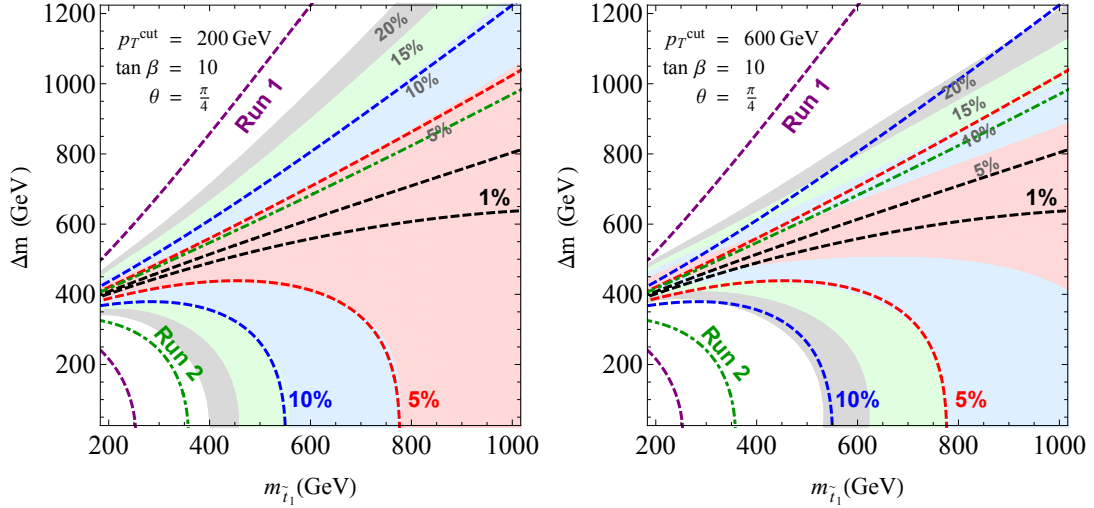 p_T^cut = 200 GeV
tan β = 10
θ = π/4
Run 1
20%
15%
10%
5%
1%
Run 2
10%
5%
1200
1000
800
600
400
200
Δm (GeV)
200 400 600 800 1000
m_t̃1 (GeV)
p_T^cut = 600 GeV
tan β = 10
θ = π/4
Run 1
20%
15%
10%
5%
1%
Run 2
10%
5%
1200
1000
800
600
400
200
Δm (GeV)
200 400 600 800 1000
m_t̃1 (GeV)